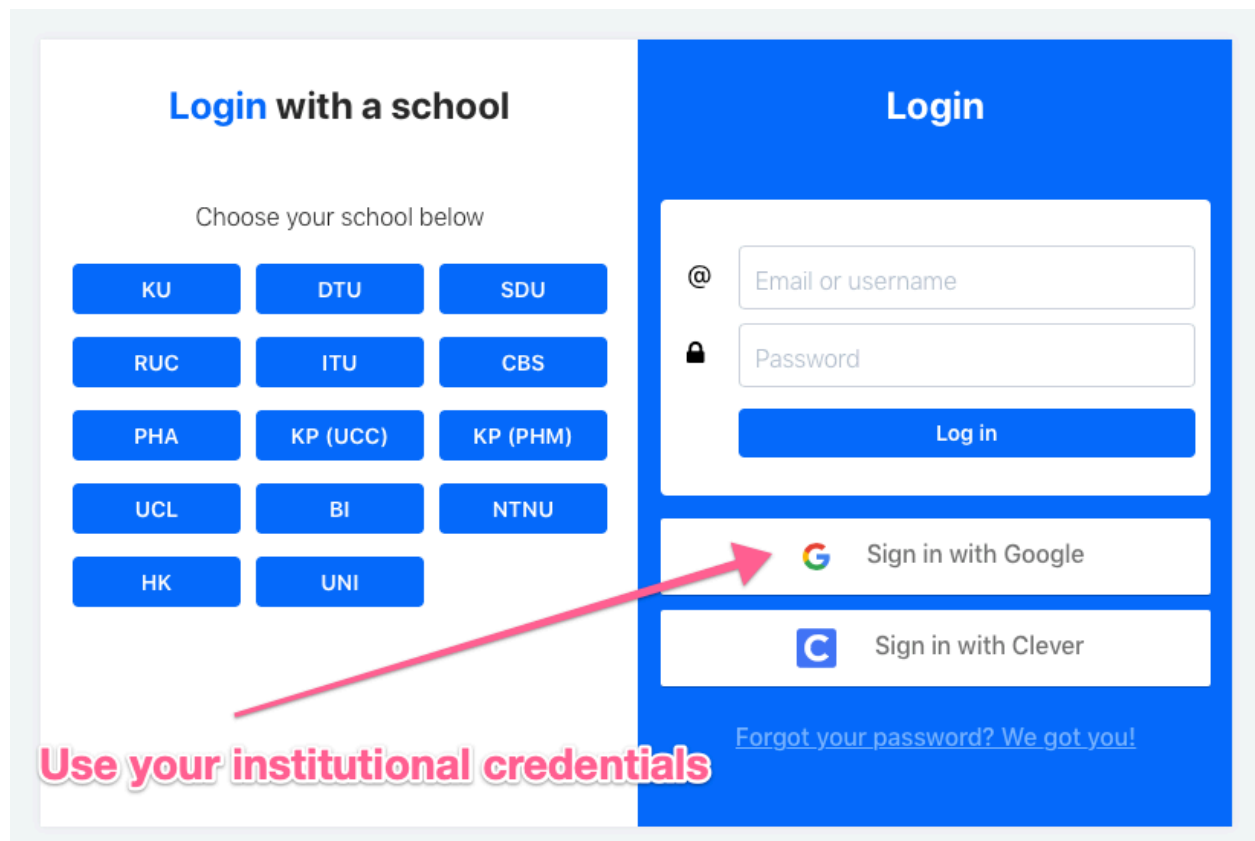 Login with a school
Choose your school below
KU
DTU
SDU
RUC
ITU
CBS
PHA
KP (UCC)
KP (PHM)
UCL
BI
NTNU
HK
UNI
Use your institutional credentials
Login
@
Email or username
Password
Log in
Sign in with Google
Sign in with Clever
Forgot your password? We got you!